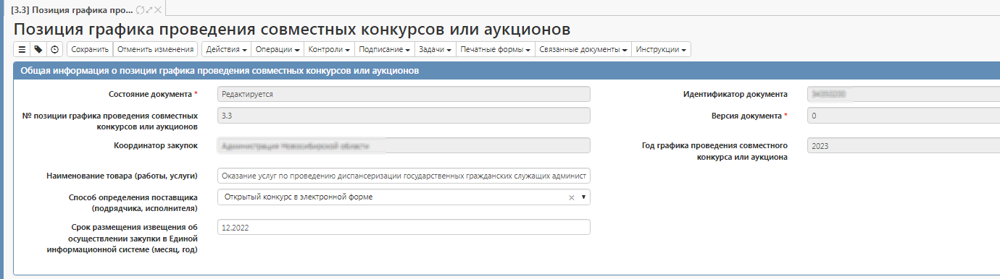 [3.3] Позиция графика про...
Позиция графика проведения совместных конкурсов или аукционов
Сохранить Отменить изменения Действия Операции Контроли Подписание Задачи Печатные формы Связанные документы Инструкции
Общая информация о позиции графика проведения совместных конкурсов или аукционов
Состояние документа * Редактируется Идентификатор документа
№ позиции графика проведения совместных конкурсов или аукционов 3.3 Версия документа * 0
Координатор закупок Администрация Новосибирской области Год графика проведения совместного конкурса или аукциона 2023
Наименование товара (работы, услуги) Оказание услуг по проведению диспансеризации государственных гражданских служащих админист
Способ определения поставщика (подрядчика, исполнителя) Открытый конкурс в электронной форме
Срок размещения извещения об осуществлении закупки в Единой информационной системе (месяц, год) 12.2022